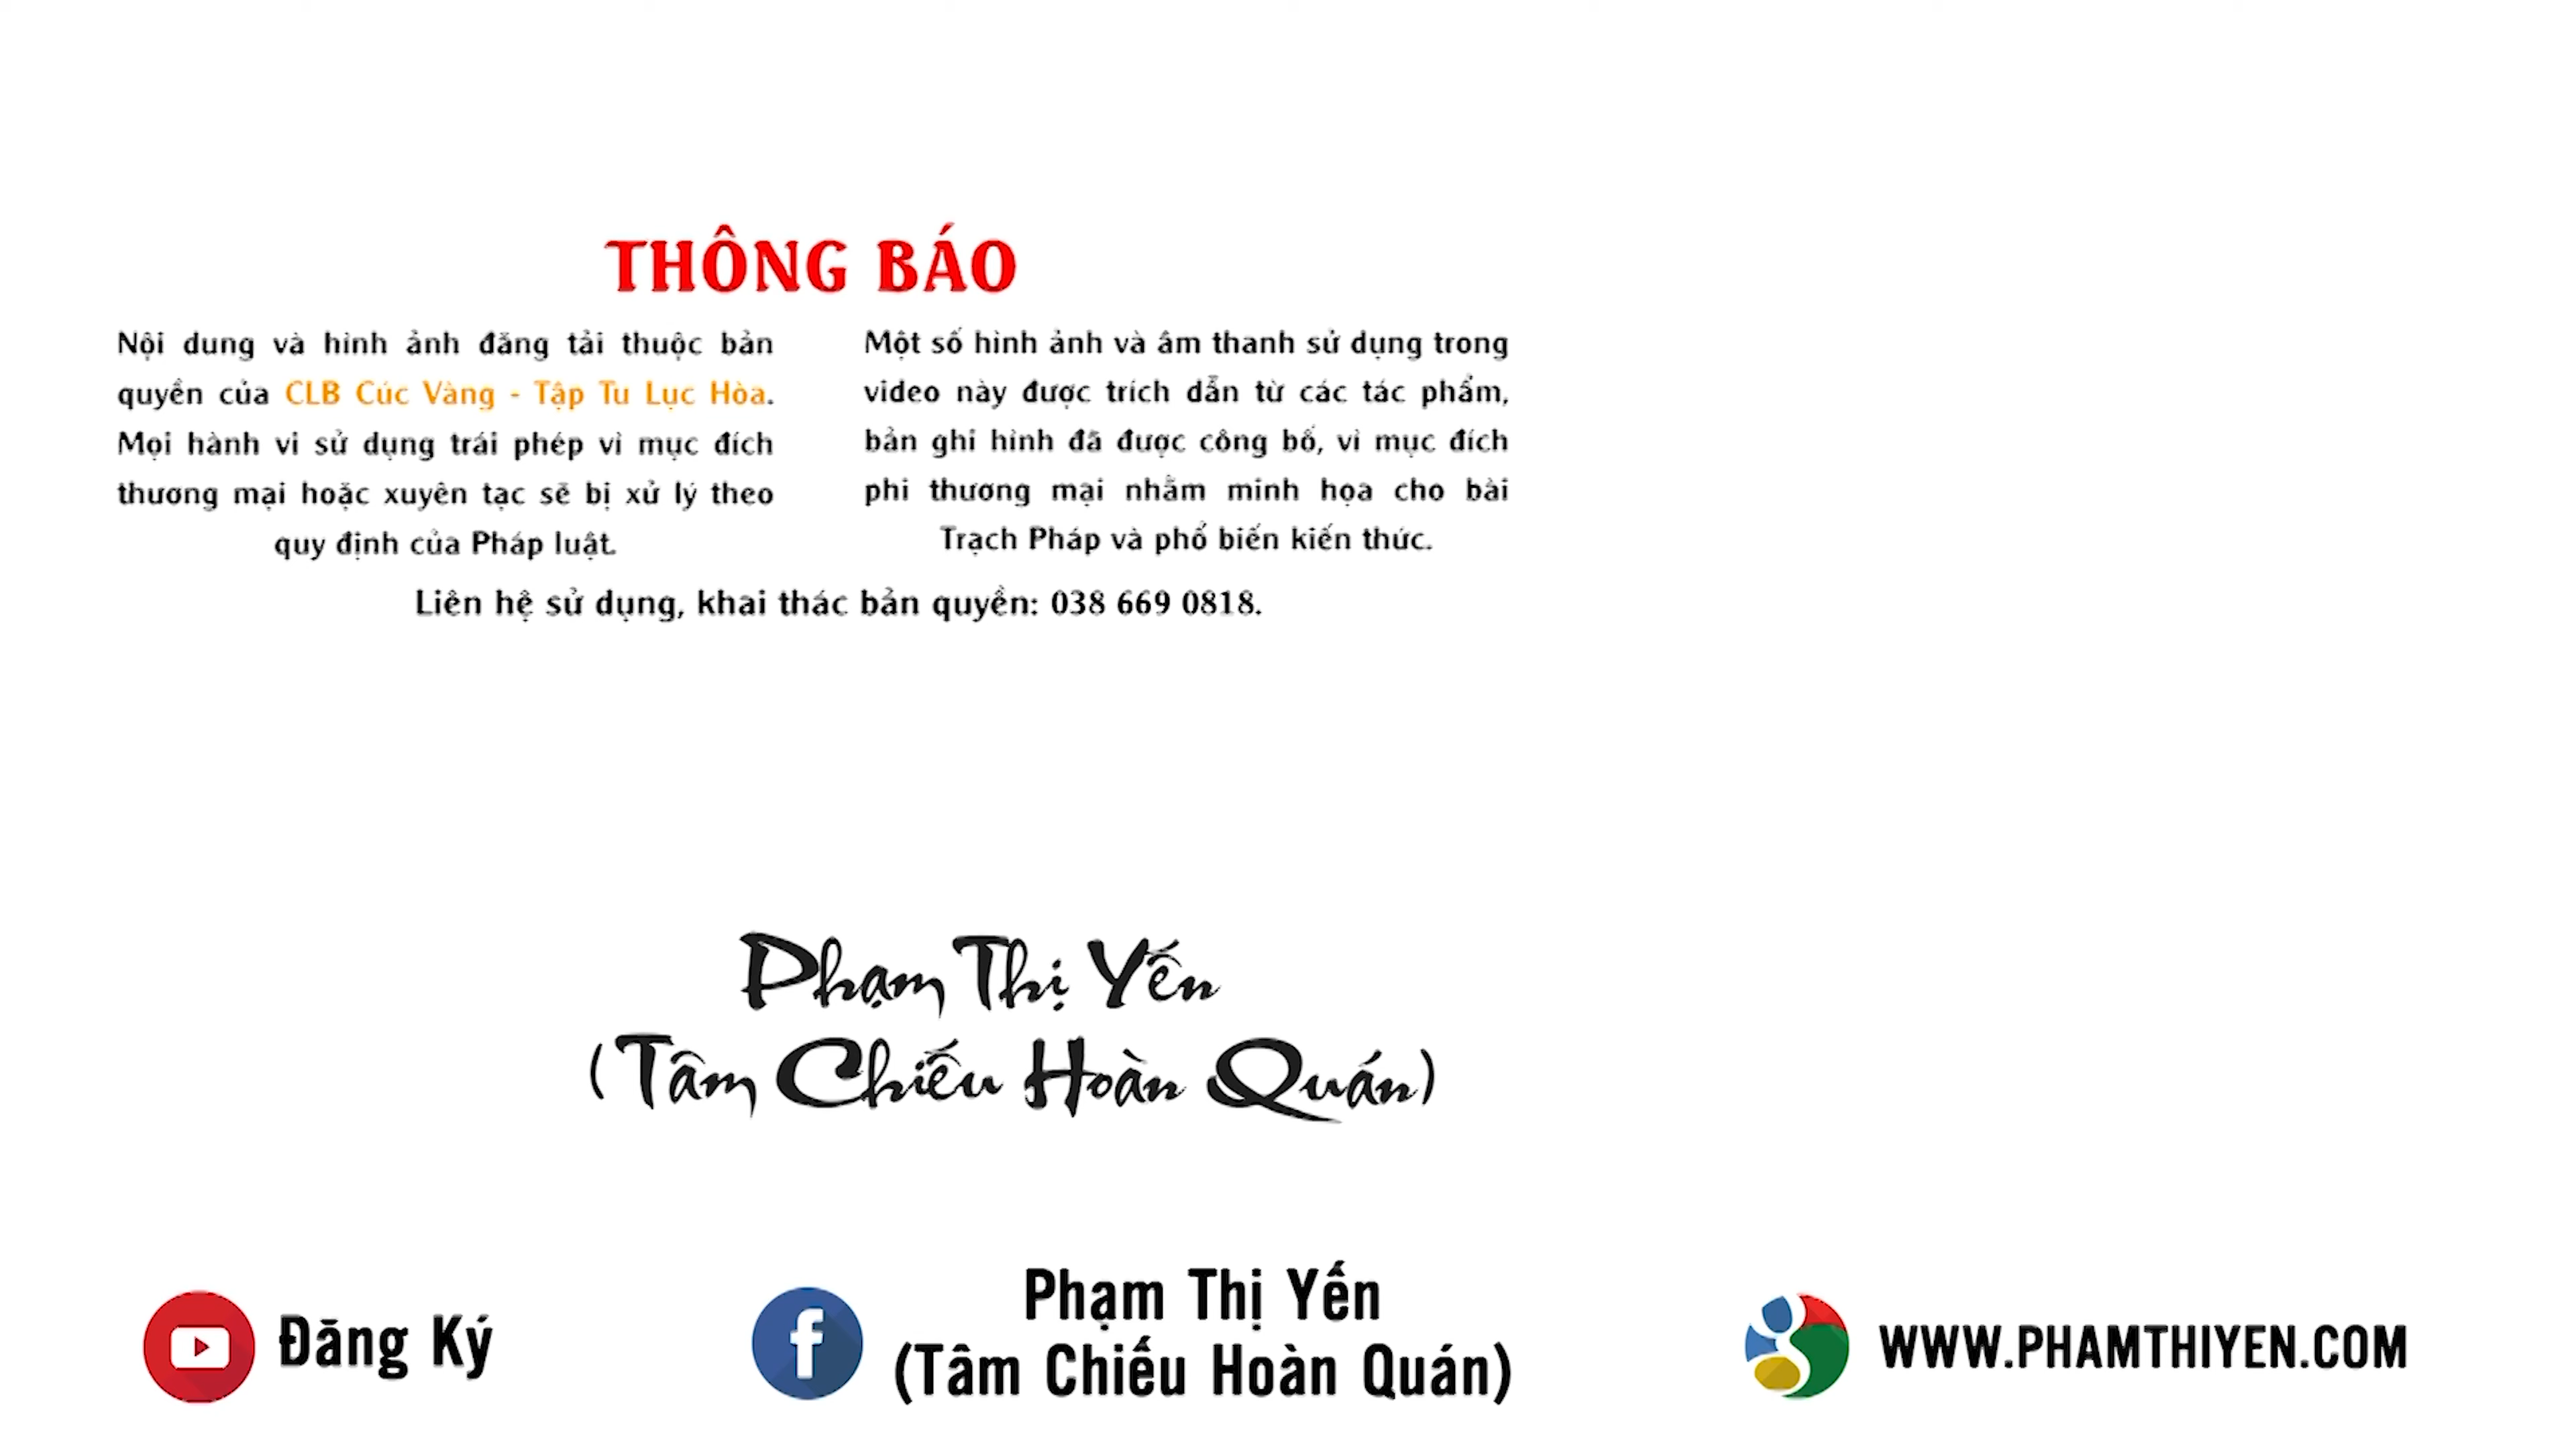 THÔNG BÁO
Nội dung và hình ảnh đăng tải thuộc bản
quyền của CLB Cúc Vàng - Tập Tu Lục Hòa.
Mọi hành vi sử dụng trái phép vì mục đích
thương mại hoặc xuyên tạc sẽ bị xử lý theo
quy định của Pháp luật.
Một số hình ảnh và âm thanh sử dụng trong
video này được trích dẫn từ các tác phẩm,
bản ghi hình đã được công bố, vì mục đích
phi thương mại nhằm minh họa cho bài
Trạch Pháp và phổ biến kiến thức.
Liên hệ sử dụng, khai thác bản quyền: 038 669 0818.
Phạm Thị Yến
(Tâm Chiếu Hoàn Quán)
Đăng Ký
Phạm Thị Yến
(Tâm Chiếu Hoàn Quán)
WWW.PHAMTHIYEN.COM